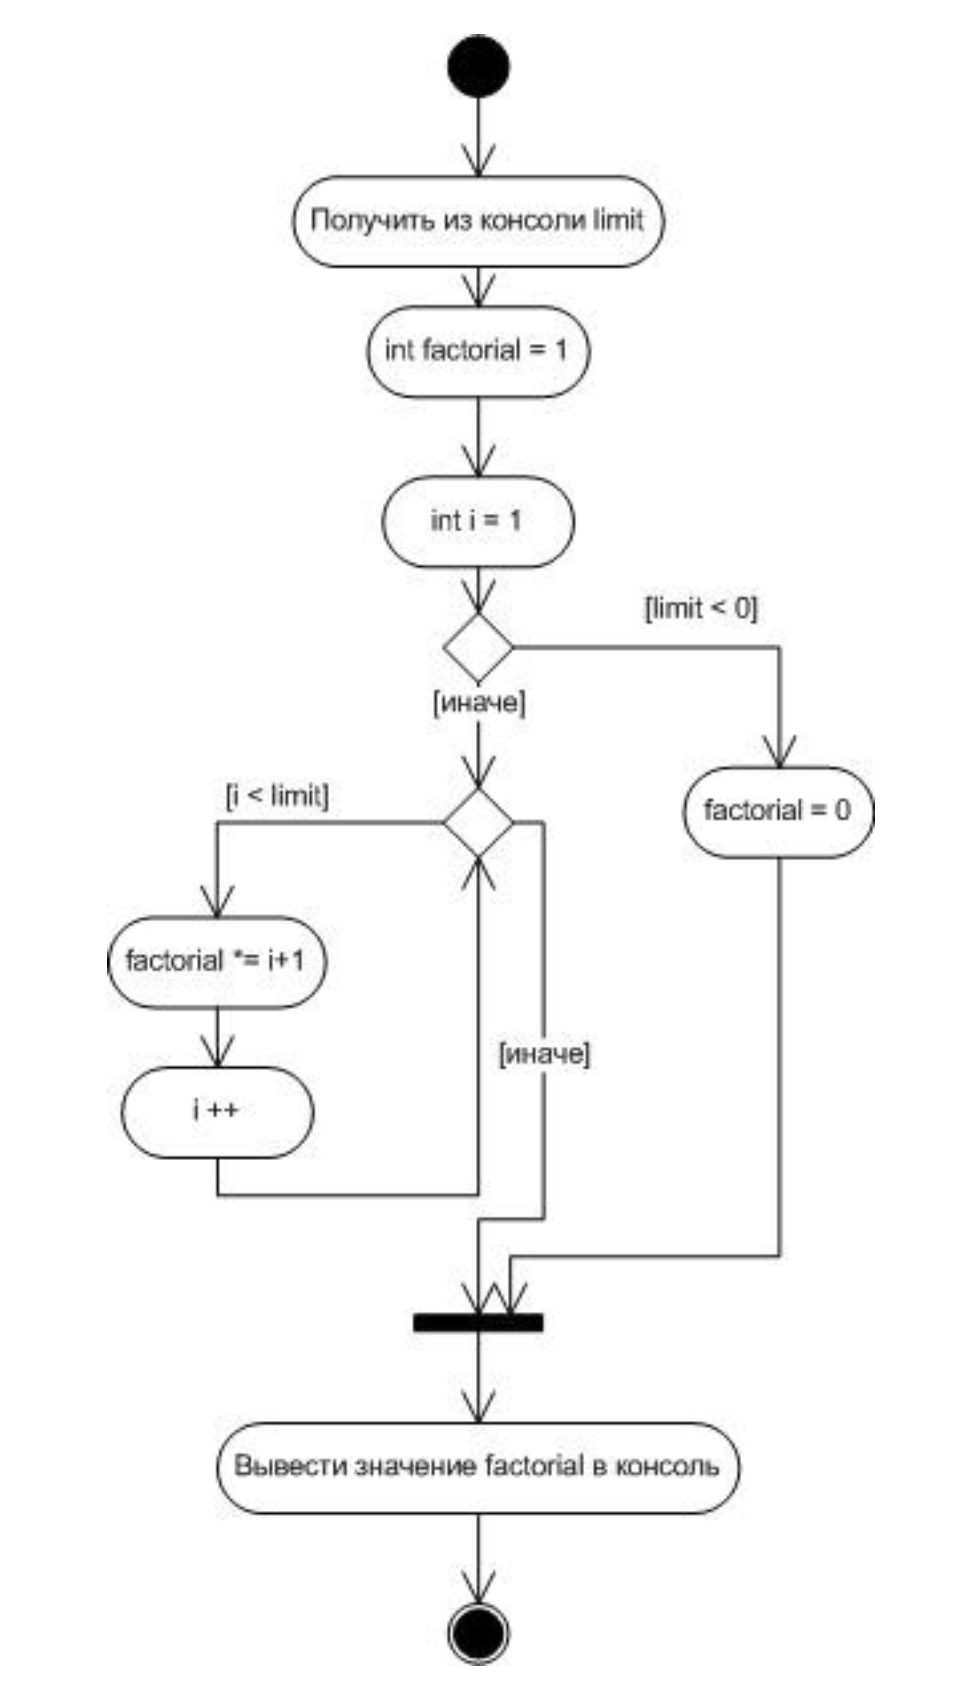 Получить из консоли limit
int factorial = 1
int i = 1
[limit < 0]
[иначе]
[i < limit]
factorial = 0
factorial *= i+1
[иначе]
i ++
Вывести значение factorial в консоль